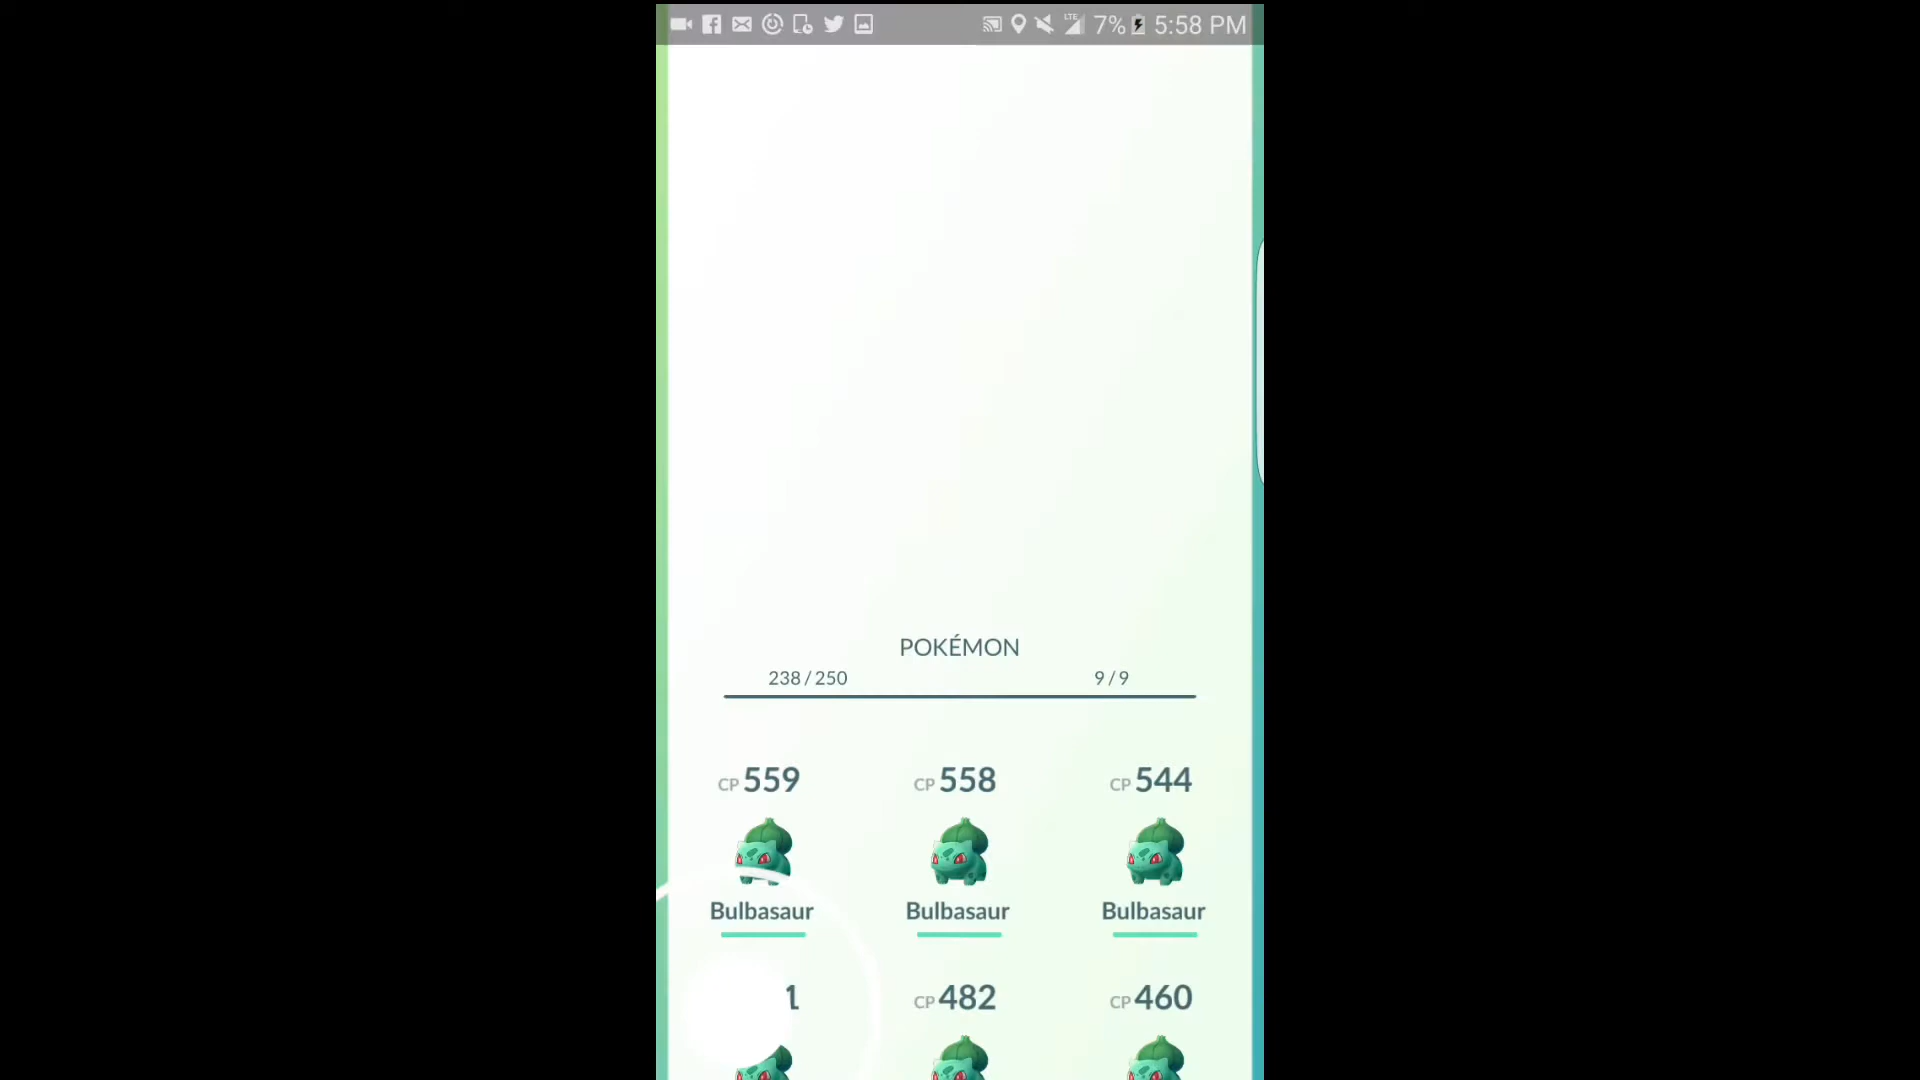 LTE 7% 5:58 PM
POKÉMON
238/250 9/9
CP 559 CP 558 CP 544
Bulbasaur Bulbasaur Bulbasaur
CP 482 CP 460